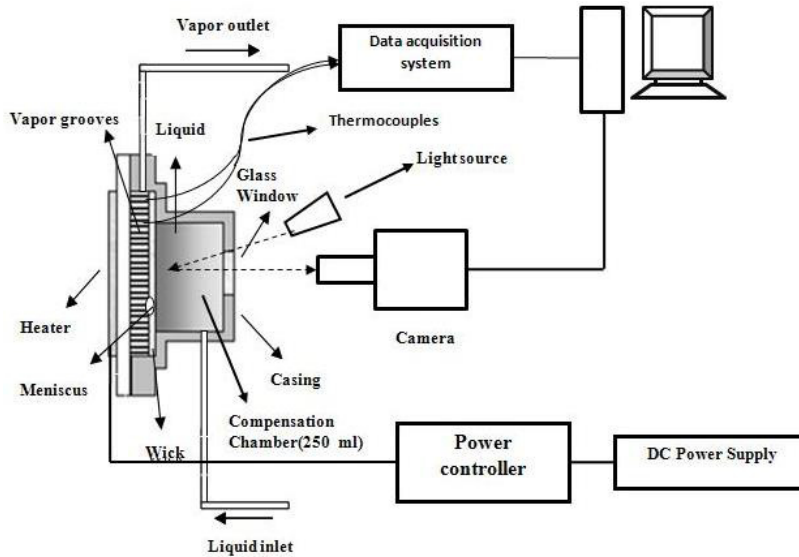 Vapor outlet
Data acquisition
system
Vapor grooves
Liquid
Thermocouples
Light source
Glass
Window
Heater
Camera
Meniscus
Casing
Compensation
Chamber(250 ml)
Wick
Power
controller
DC Power Supply
Liquid inlet